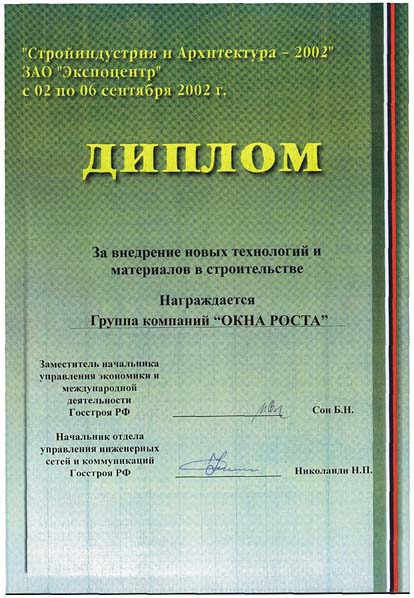 "Стройиндустрия и Архитектура - 2002"
ЗАО "Экспоцентр"
с 02 по 06 сентября 2002 г.
ДИПЛОМ
За внедрение новых технологий и
материалов в строительстве
Награждается
Группа компаний “ОКНА РОСТА”
Заместитель начальника
управления экономики и
международной
деятельности
Госстроя РФ
Сон Б.Н.
Начальник отдела
управления инженерных
сетей и коммуникаций
Госстроя РФ
Николаиди Н.П.